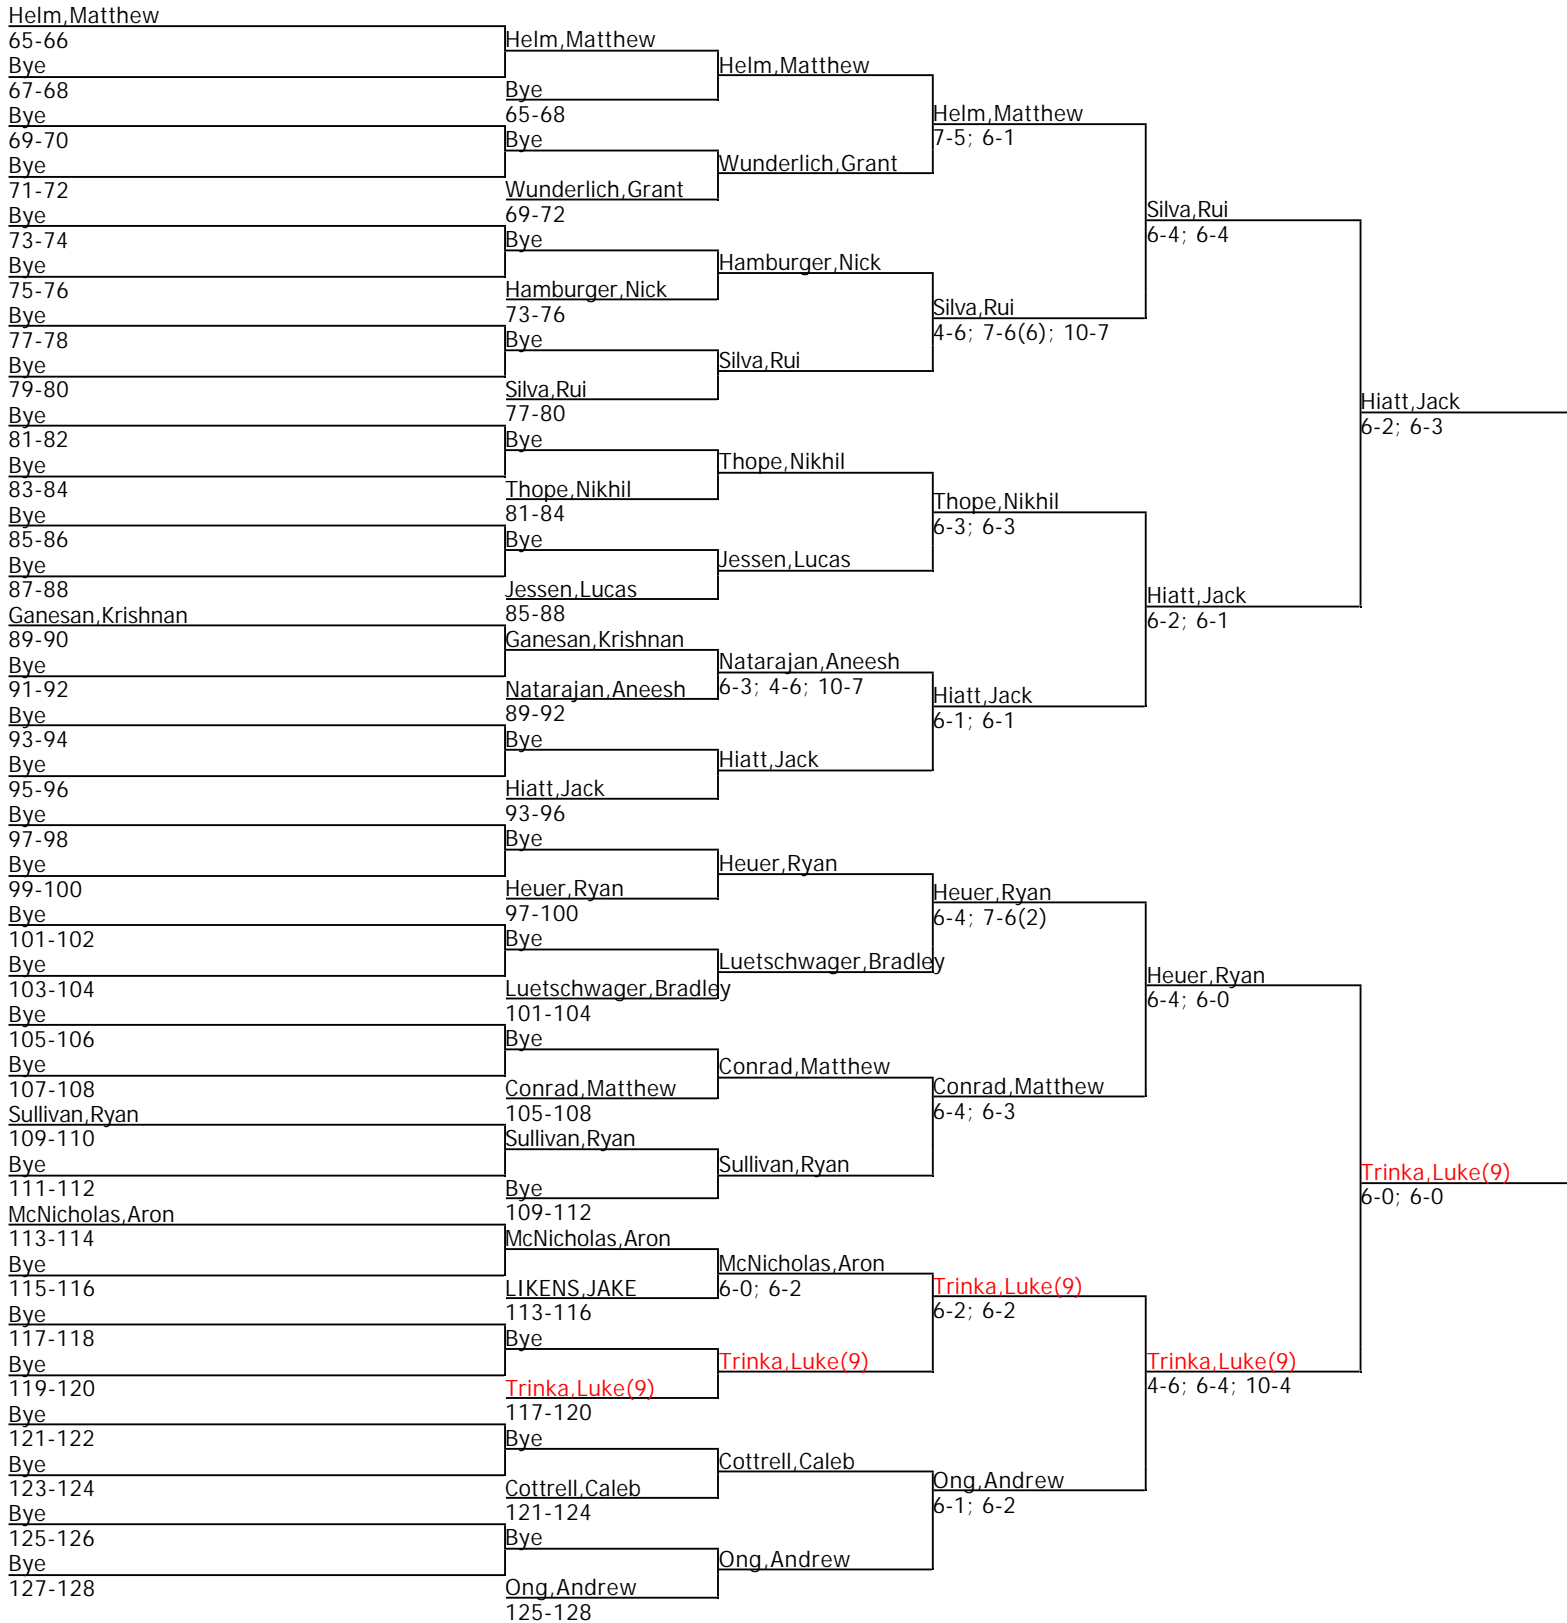 Helm,Matthew
65-66
Bye
67-68
Bye
69-70
Bye
71-72
Bye
73-74
Bye
75-76
Bye
77-78
Bye
79-80
Bye
81-82
Bye
83-84
Bye
85-86
Bye
87-88
Ganesan,Krishnan
89-90
Bye
91-92
Bye
93-94
Bye
95-96
Bye
97-98
Bye
99-100
Bye
101-102
Bye
103-104
Bye
105-106
Bye
107-108
Sullivan,Ryan
109-110
Bye
111-112
McNicholas,Aron
113-114
Bye
115-116
Bye
117-118
Bye
119-120
Bye
121-122
Bye
123-124
Bye
125-126
Bye
127-128
Helm,Matthew
Bye
65-68
Bye
Wunderlich,Grant
69-72
Bye
Hamburger,Nick
73-76
Bye
Silva,Rui
77-80
Bye
Thope,Nikhil
81-84
Bye
Jessen,Lucas
85-88
Ganesan,Krishnan
Natarajan,Aneesh
89-92
Bye
Hiatt,Jack
93-96
Bye
Heuer,Ryan
97-100
Bye
Luetschwager,Bradley
101-104
Bye
Conrad,Matthew
105-108
Sullivan,Ryan
Bye
109-112
McNicholas,Aron
LIKENS,JAKE
113-116
Bye
Trinka,Luke(9)
117-120
Bye
Cottrell,Caleb
121-124
Bye
Ong,Andrew
125-128
Helm,Matthew
Wunderlich,Grant
Hamburger,Nick
Silva,Rui
Thope,Nikhil
Jessen,Lucas
Natarajan,Aneesh
6-3; 4-6; 10-7
Hiatt,Jack
Heuer,Ryan
Luetschwager,Bradley
Conrad,Matthew
Sullivan,Ryan
McNicholas,Aron
6-0; 6-2
Trinka,Luke(9)
Cottrell,Caleb
Ong,Andrew
Helm,Matthew
7-5; 6-1
Silva,Rui
4-6; 7-6(6); 10-7
Thope,Nikhil
6-3; 6-3
Hiatt,Jack
6-1; 6-1
Heuer,Ryan
6-4; 7-6(2)
Conrad,Matthew
6-4; 6-3
Trinka,Luke(9)
6-2; 6-2
Ong,Andrew
6-1; 6-2
Silva,Rui
6-4; 6-4
Hiatt,Jack
6-2; 6-1
Heuer,Ryan
6-4; 6-0
Trinka,Luke(9)
4-6; 6-4; 10-4
Hiatt,Jack
6-2; 6-3
Trinka,Luke(9)
6-0; 6-0